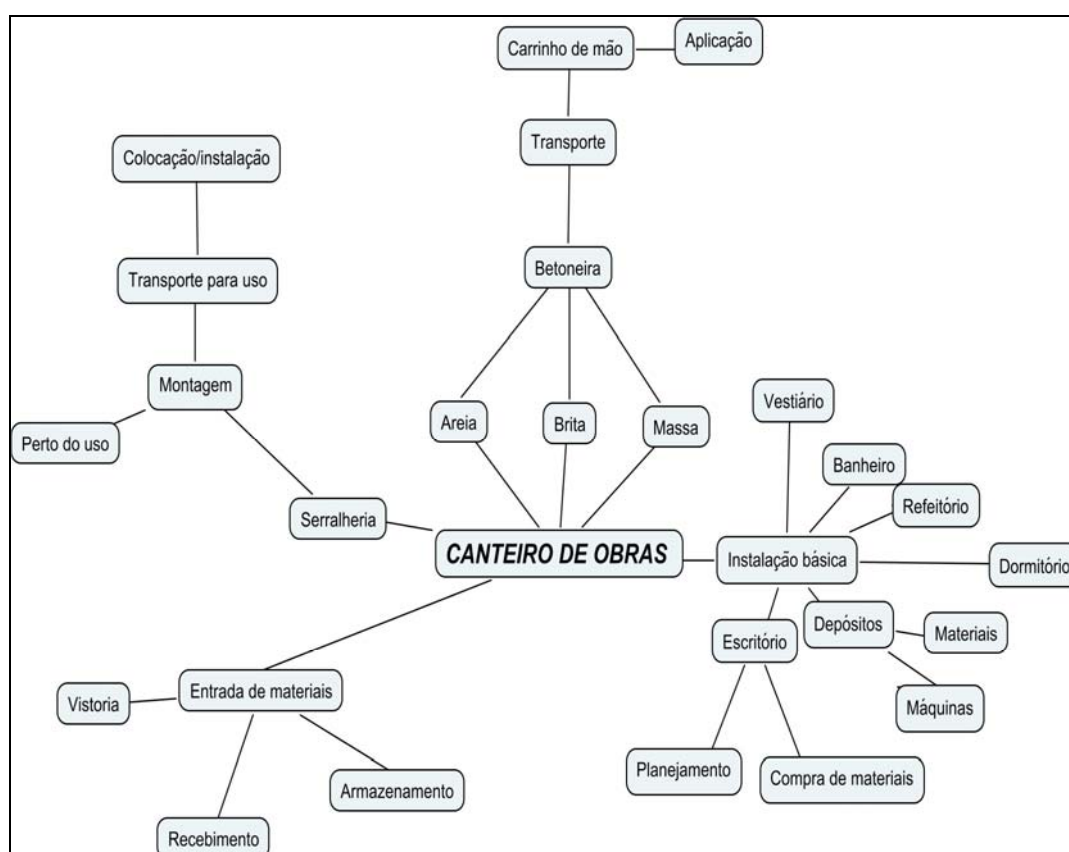 Carrinho de mão
Aplicação
Transporte
Colocação/instalação
Betoneira
Transporte para uso
Montagem
Vestiário
Areia
Brita
Massa
Perto do uso
Banheiro
Refeitório
Serralheria
CANTEIRO DE OBRAS
Instalação básica
Dormitório
Depósitos
Materiais
Escritório
Entrada de materiais
Vistoria
Máquinas
Planejamento
Compra de materiais
Armazenamento
Recebimento